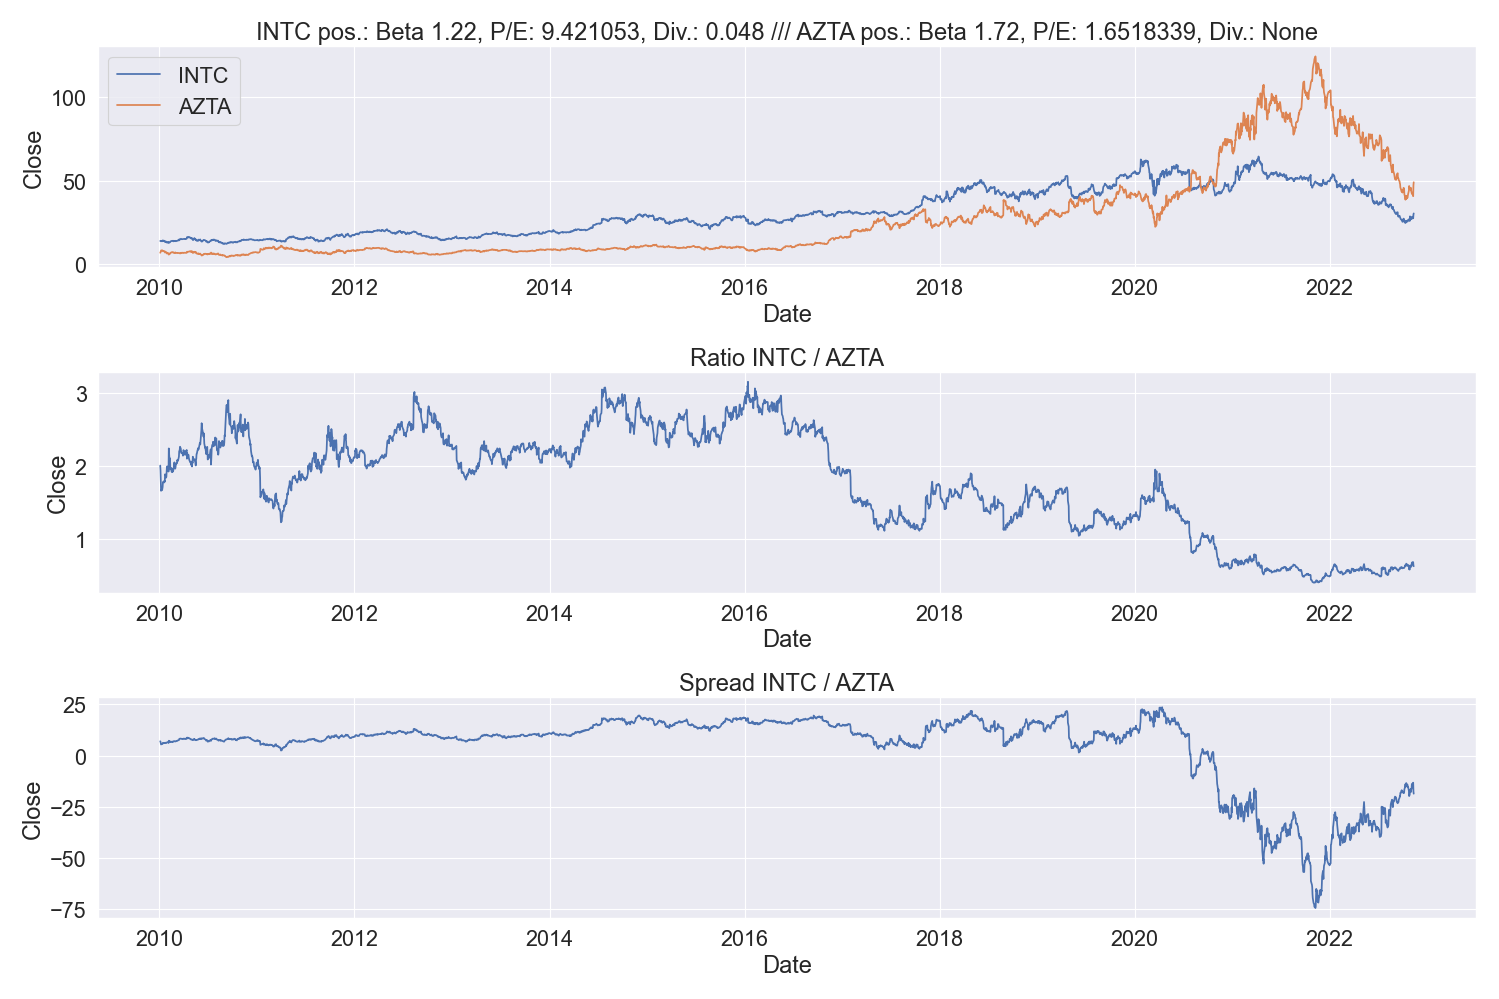 INTC pos.: Beta 1.22, P/E: 9.421053, Div.: 0.048 /// AZTA pos.: Beta 1.72, P/E: 1.6518339, Div.: None
INTC
AZTA
Close
100
50
0
2010 2012 2014 2016 2018 2020 2022
Date
Ratio INTC / AZTA
Close
3
2
1
2010 2012 2014 2016 2018 2020 2022
Date
Spread INTC / AZTA
Close
25
0
−25
−50
−75
2010 2012 2014 2016 2018 2020 2022
Date